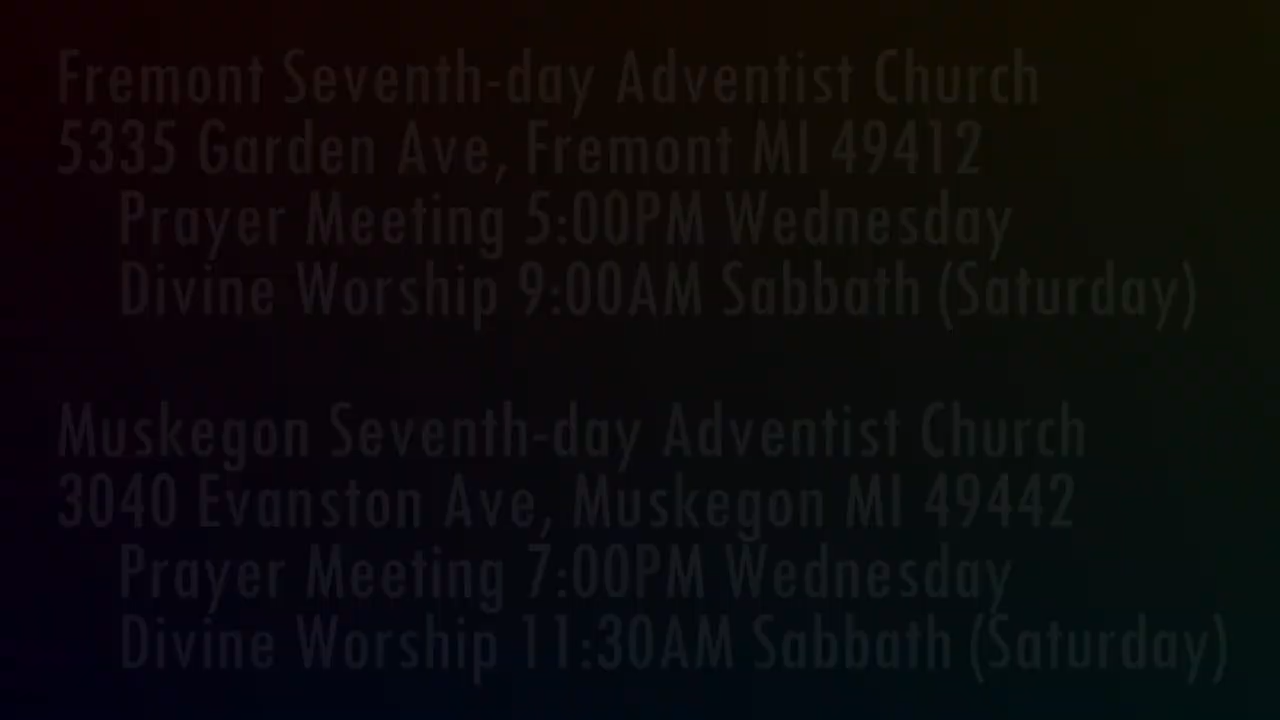 Fremont Seventh-day Adventist Church
5335 Garden Ave, Fremont MI 49412
Prayer Meeting 5:00PM Wednesday
Divine Worship 9:00AM Sabbath (Saturday)
Muskegon Seventh-day Adventist Church
3040 Evanston Ave, Muskegon MI 49442
Prayer Meeting 7:00PM Wednesday
Divine Worship 11:30AM Sabbath (Saturday)